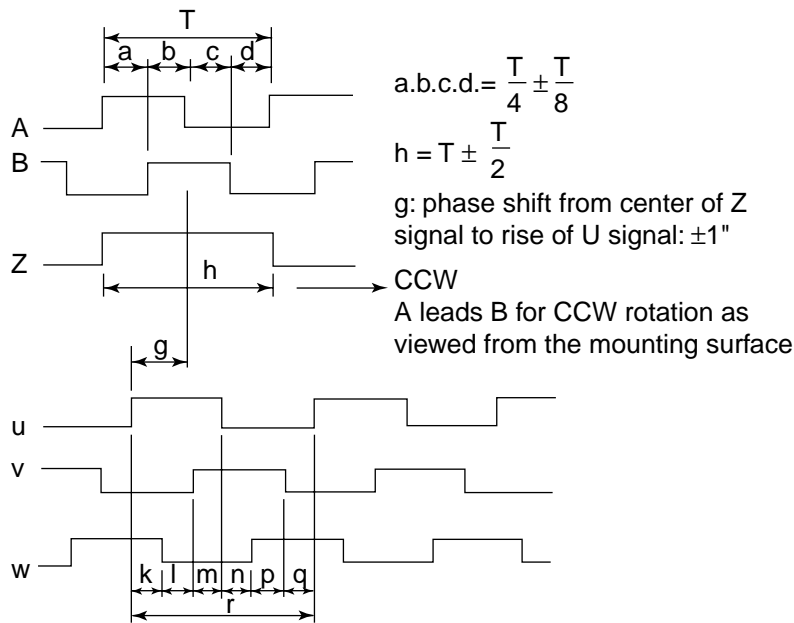 T
a b c d
A
B
Z
h
g
a.b.c.d.= T/4 ± T/8
h = T ± T/2
g: phase shift from center of Z
signal to rise of U signal: ±1"
CCW
A leads B for CCW rotation as
viewed from the mounting surface
u
v
w
k l m n p q
r